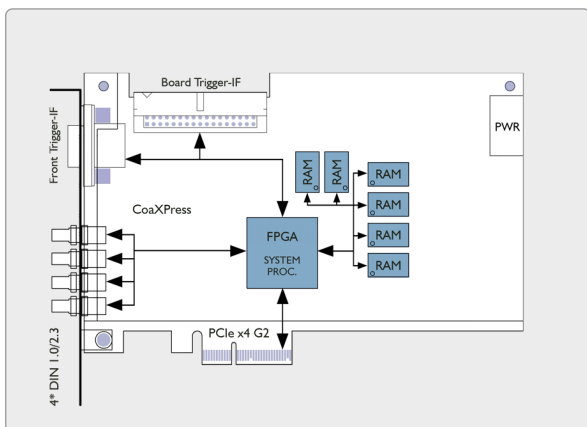 Board Trigger-IF
Front Trigger-IF
PWR
RAM
RAM
RAM
RAM
RAM
RAM
CoaXPress
FPGA
SYSTEM
PROC.
PCIe x4 G2
4* DIN 1.0/2.3